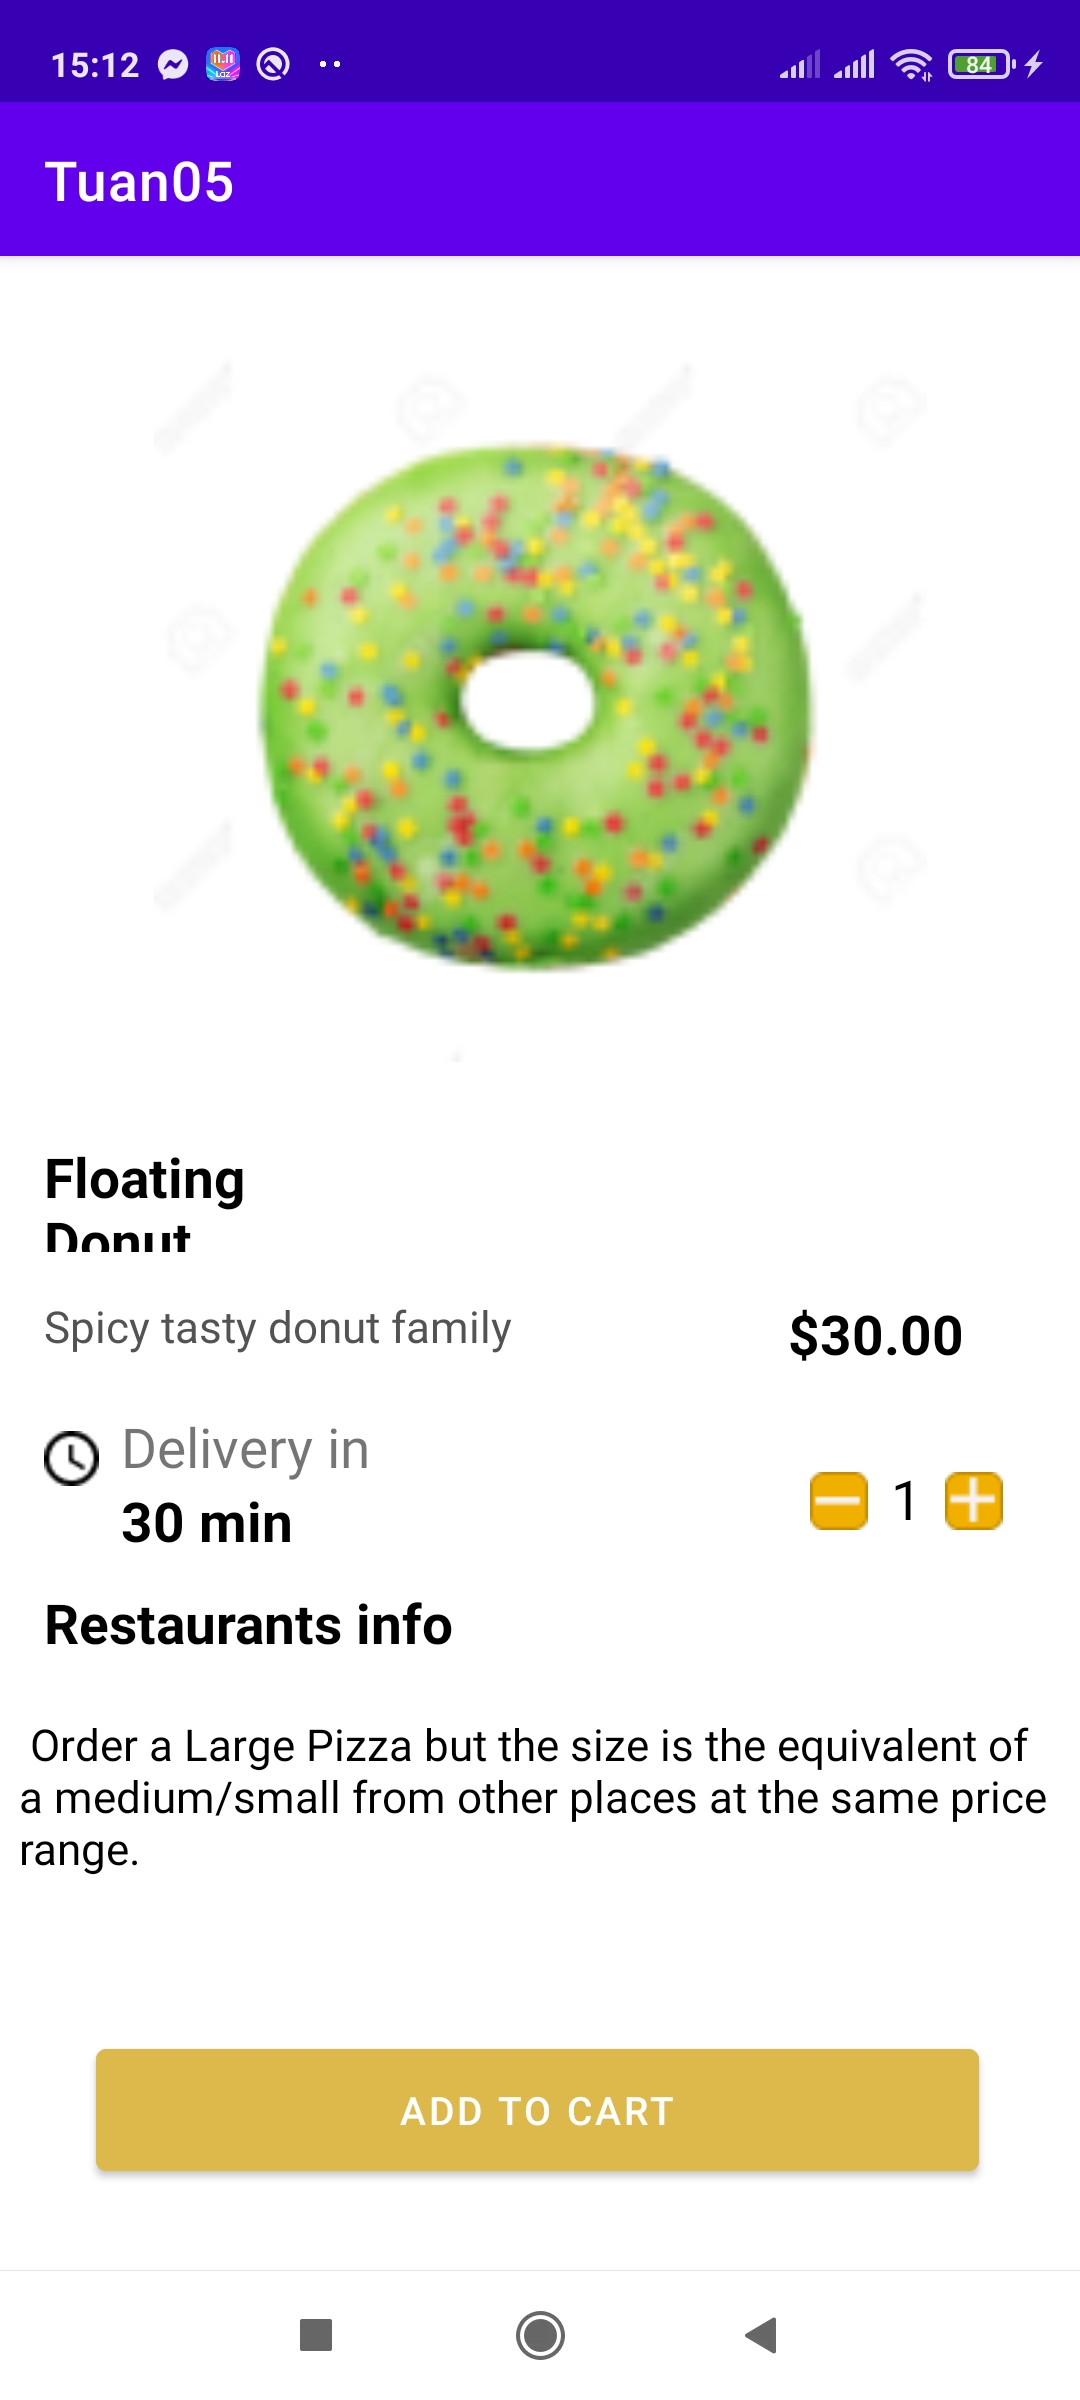 15:12
84
Tuan05
Floating
Donut
Spicy tasty donut family
$30.00
Delivery in
30 min
1
Restaurants info
Order a Large Pizza but the size is the equivalent of
a medium/small from other places at the same price
range.
ADD TO CART